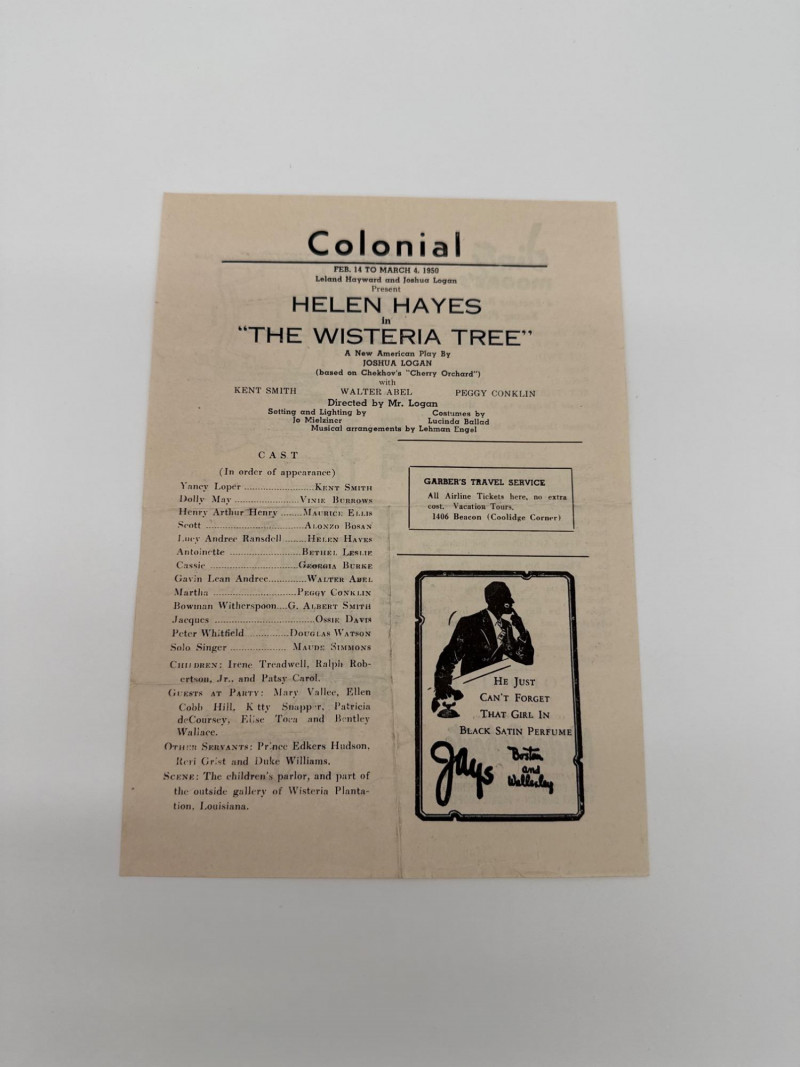 Colonial
FEB. 14 TO MARCH 4, 1950
Leland Hayward and Joshua Logan
Present
HELEN HAYES
in
"THE WISTERIA TREE"
A New American Play By
JOSHUA LOGAN
(based on Chekhov's "Cherry Orchard")
with
KENT SMITH WALTER ABEL PEGGY CONKLIN
Directed by Mr. Logan
Setting and Lighting by Costumes by
Jo Mielziner Lucinda Ballad
Musical arrangements by Lehman Engel
CAST
(In order of appearance)
Yancy Loper ........................ KENT SMITH
Dolly May ...................... VINIE BURROWS
Henry Arthur Henry ....... MAURICE ELLIS
Scott ................................. ALONZO BOSAN
Lucy Andree Ransdell ....... HELEN HAYES
Antoinette ........................ BETHEL LESLIE
Cassie ............................... GEORGIA BURKE
Gavin Leon Andree............. WALTER ABEL
Martha ............................ PEGGY CONKLIN
Bowman Witherspoon....G. ALBERT SMITH
Jacques ................................. OSSIE DAVIS
Peter Whitfield ............. DOUGLAS WATSON
Solo Singer ................... MAUDE SIMMONS
CHILDREN: Irene Treadwell, Ralph Rob-
ertson, Jr., and Patsy Carol.
GUESTS AT PARTY: Mary Vallee, Ellen
Cobb Hill, Kitty Snapper, Patricia
deCoursey, Elise Toca and Bentley
Wallace.
OTHER SERVANTS: Prince Edkers Hudson,
Reri Grist and Duke Williams.
SCENE: The children's parlor, and part of
the outside gallery of Wisteria Planta-
tion, Louisiana.
GARBER'S TRAVEL SERVICE
All Airline Tickets here, no extra
cost. Vacation Tours.
1406 Beacon (Coolidge Corner)
HE JUST
CAN'T FORGET
THAT GIRL IN
BLACK SATIN PERFUME
Jays
Boston
and
Wellesley